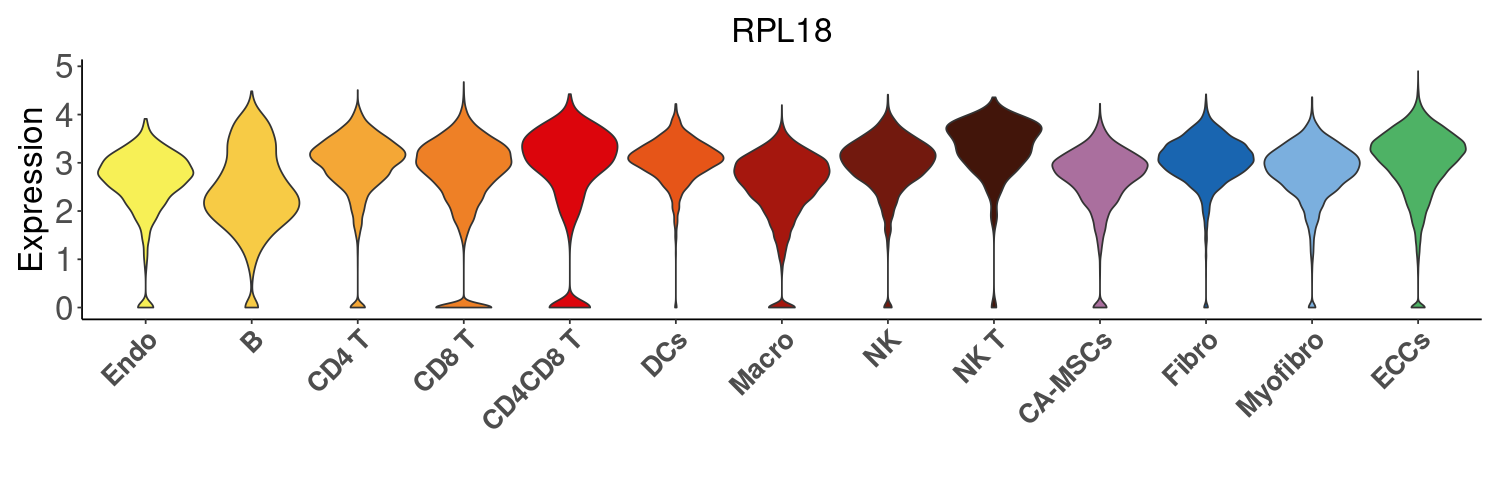 RPL18
Expression
5
4
3
2
1
0
Endo
B
CD4 T
CD8 T
CD4CD8 T
DCs
Macro
NK
NK T
CA-MSCs
Fibro
Myofibro
ECCs